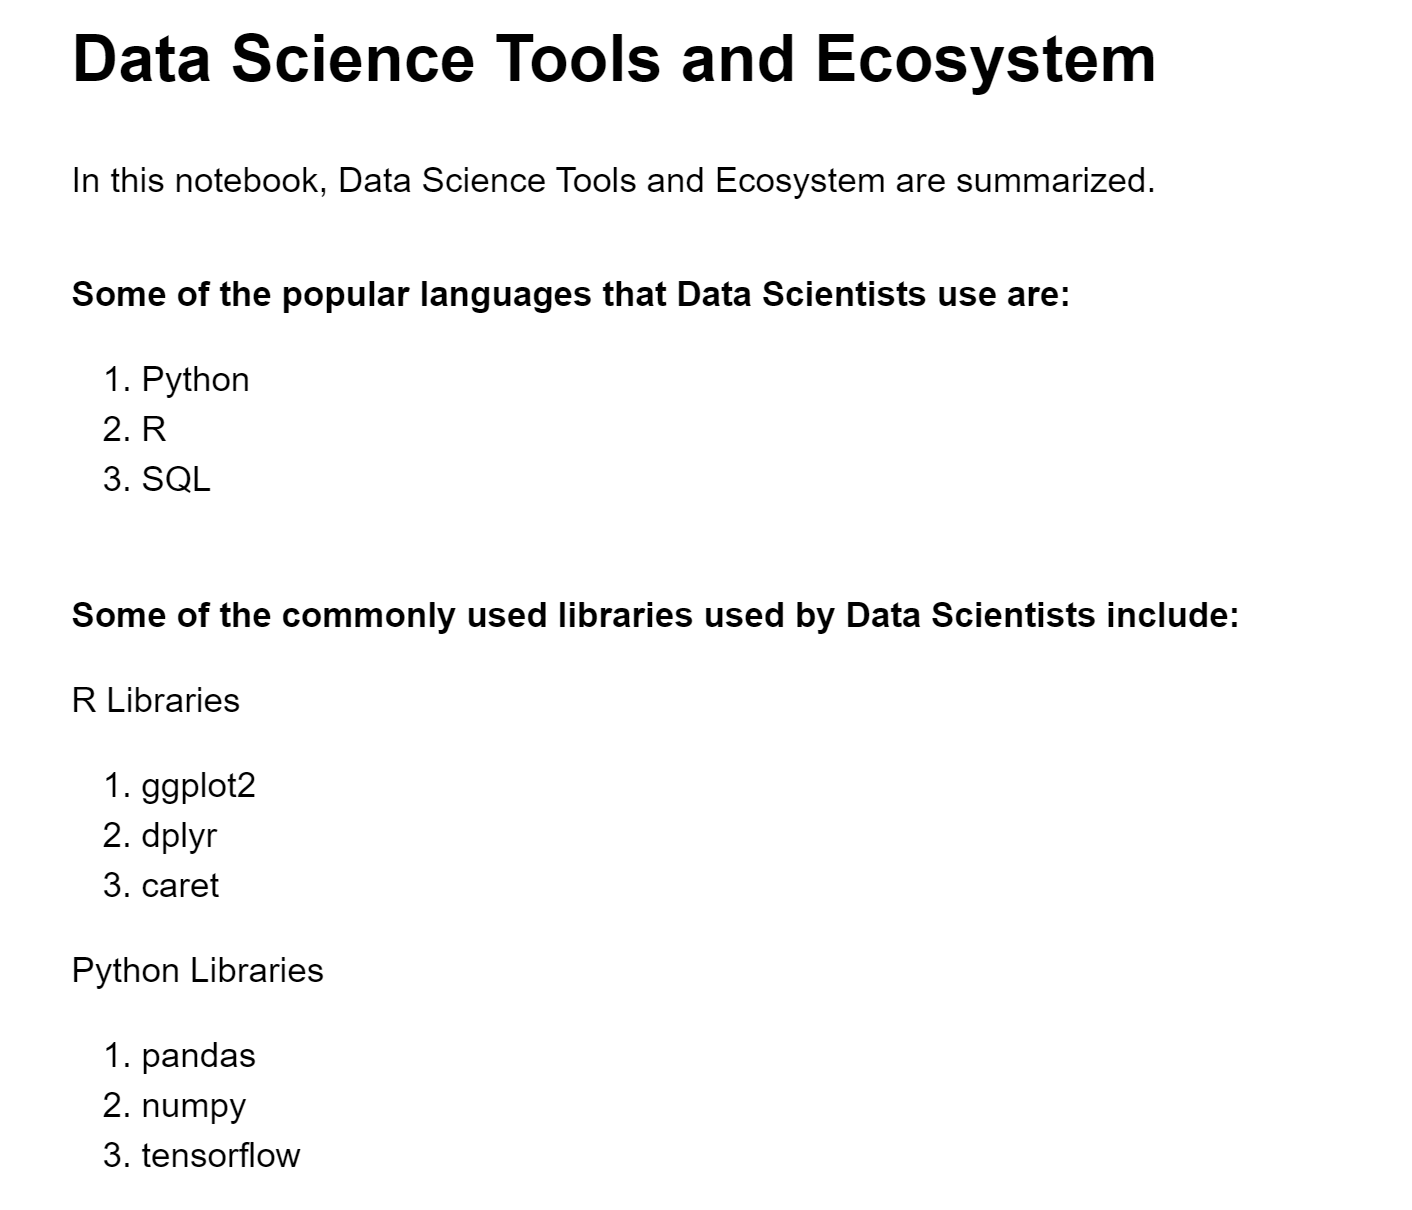 Data Science Tools and Ecosystem
In this notebook, Data Science Tools and Ecosystem are summarized.
Some of the popular languages that Data Scientists use are:
1. Python
2. R
3. SQL
Some of the commonly used libraries used by Data Scientists include:
R Libraries
1. ggplot2
2. dplyr
3. caret
Python Libraries
1. pandas
2. numpy
3. tensorflow